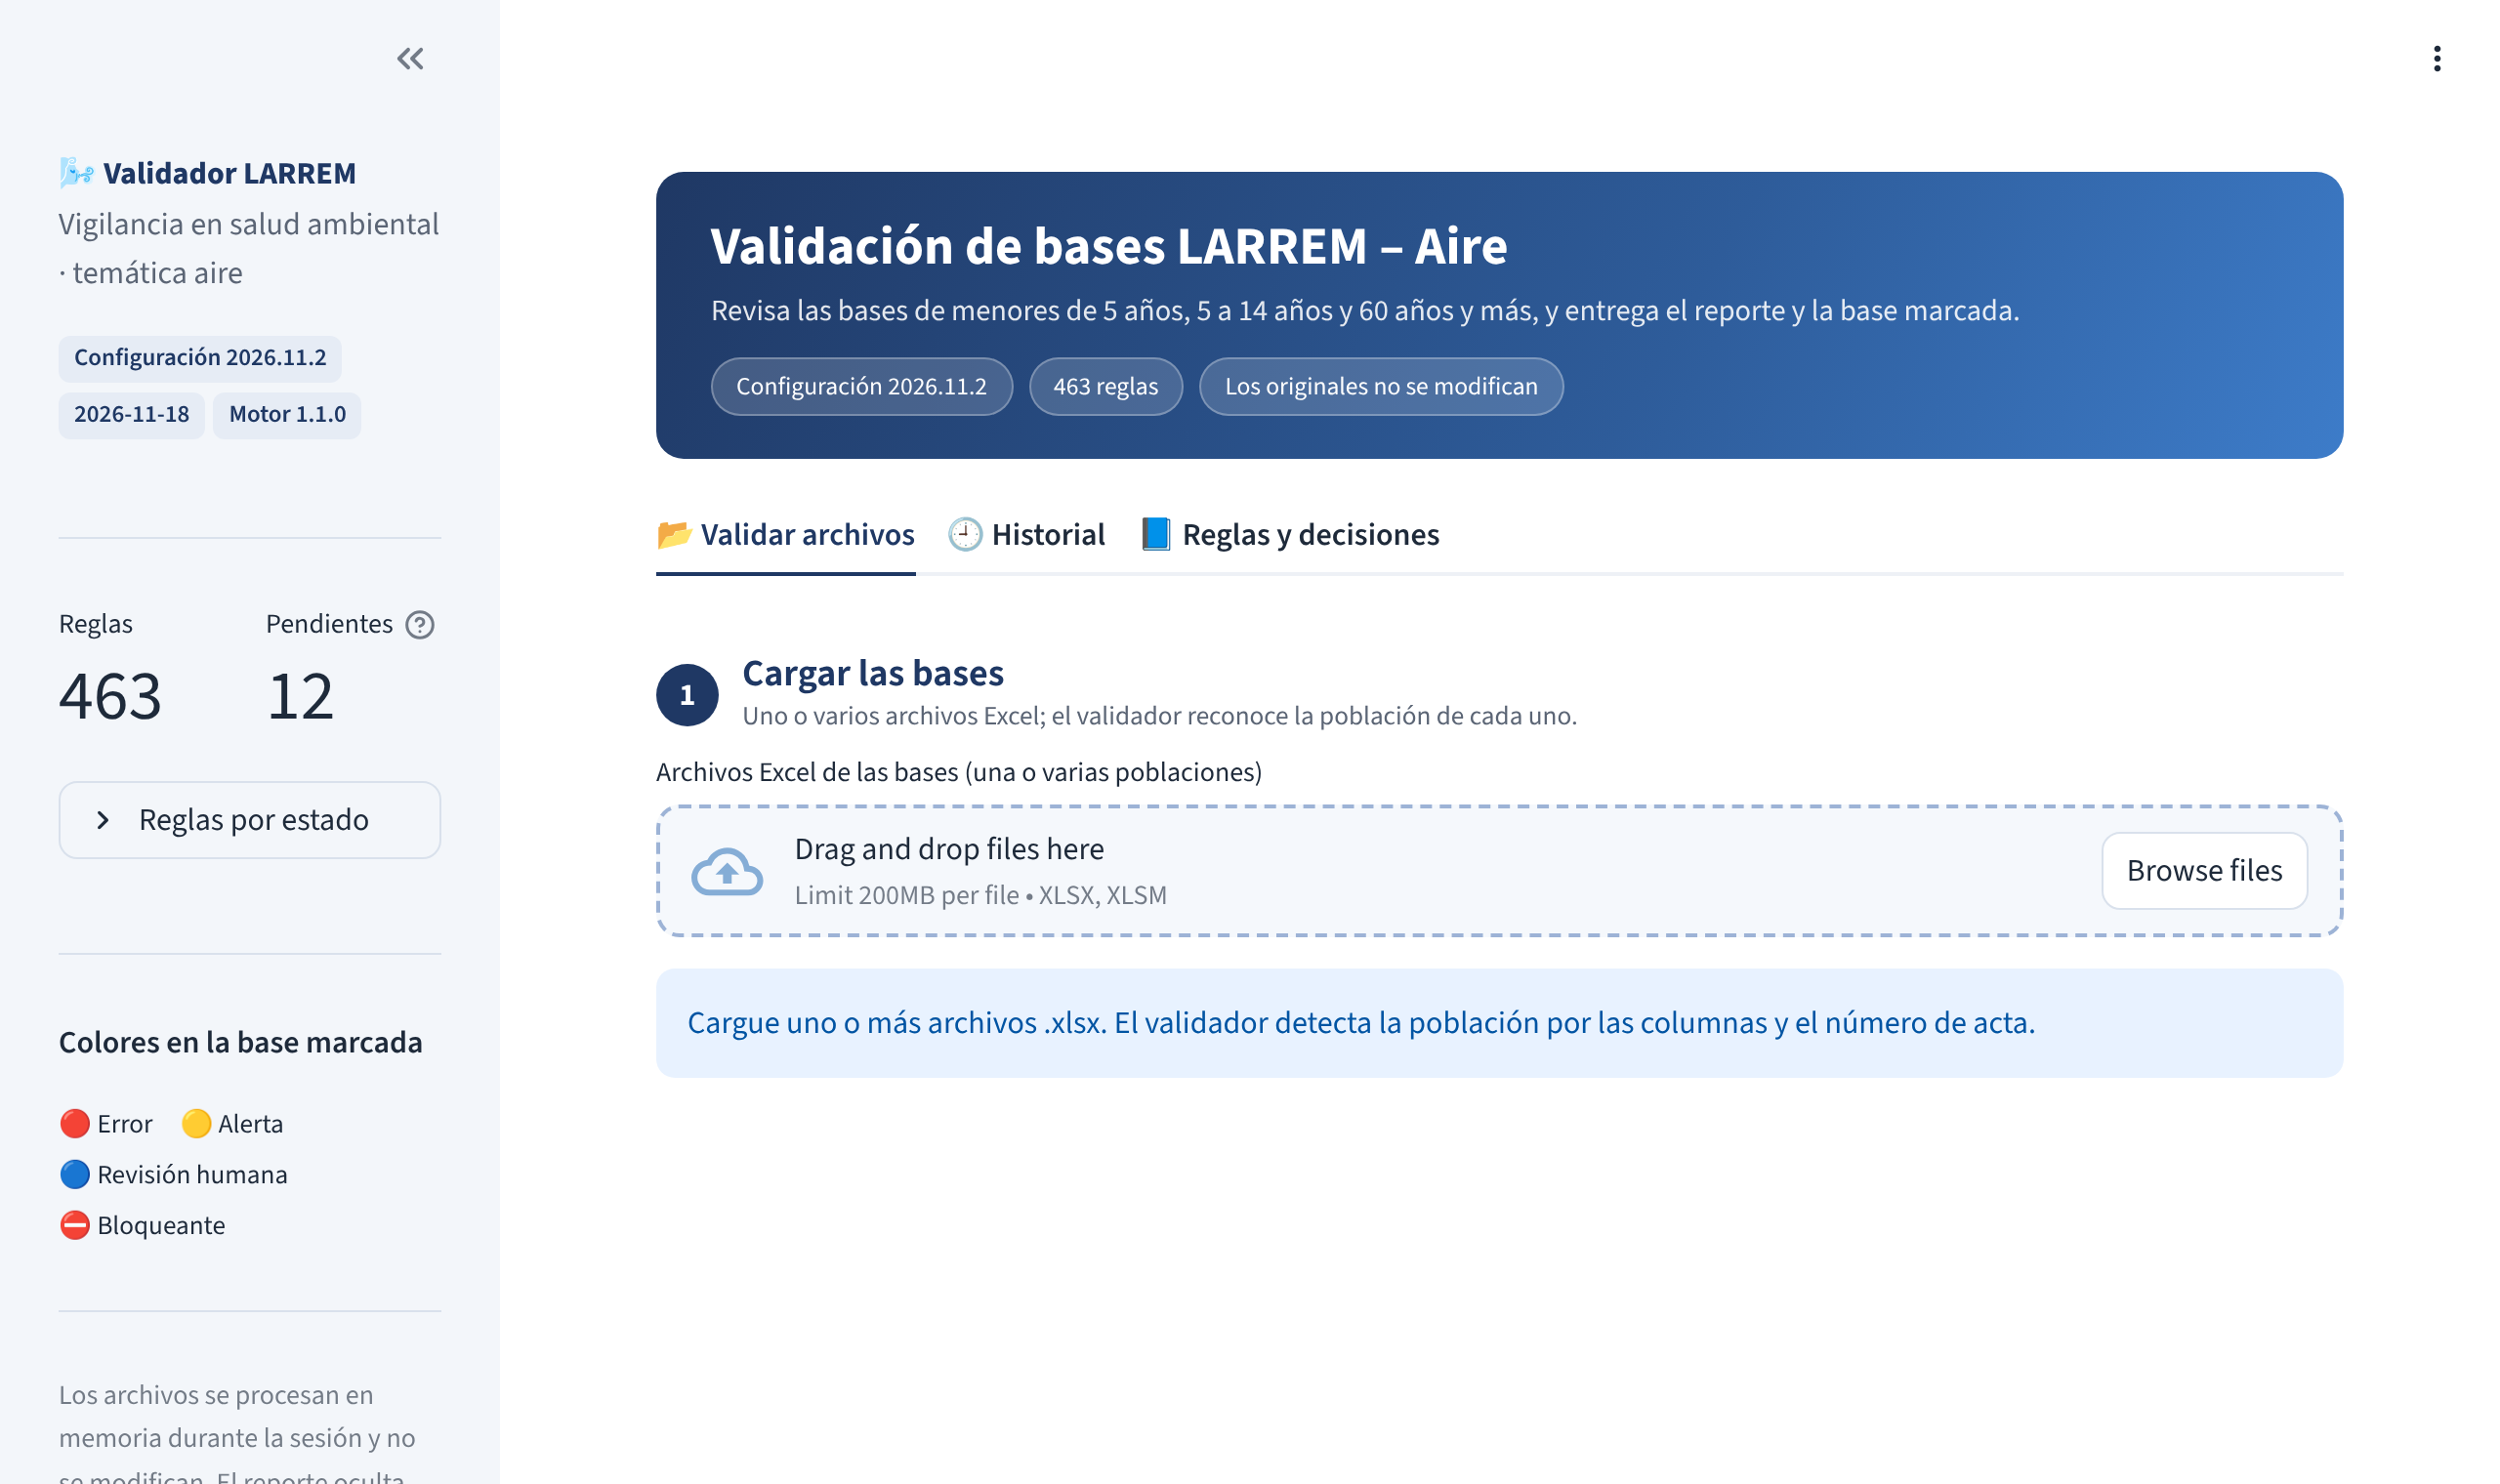 Validador LARREM
Vigilancia en salud ambiental
· temática aire
Configuración 2026.11.2
2026-11-18 Motor 1.1.0
Reglas Pendientes
463 12
Reglas por estado
Colores en la base marcada
Error Alerta
Revisión humana
Bloqueante
Los archivos se procesan en
memoria durante la sesión y no
se modifican. El reporte oculta
Validación de bases LARREM – Aire
Revisa las bases de menores de 5 años, 5 a 14 años y 60 años y más, y entrega el reporte y la base marcada.
Configuración 2026.11.2 463 reglas Los originales no se modifican
Validar archivos Historial Reglas y decisiones
1 Cargar las bases
Uno o varios archivos Excel; el validador reconoce la población de cada uno.
Archivos Excel de las bases (una o varias poblaciones)
Drag and drop files here
Limit 200MB per file • XLSX, XLSM
Browse files
Cargue uno o más archivos .xlsx. El validador detecta la población por las columnas y el número de acta.